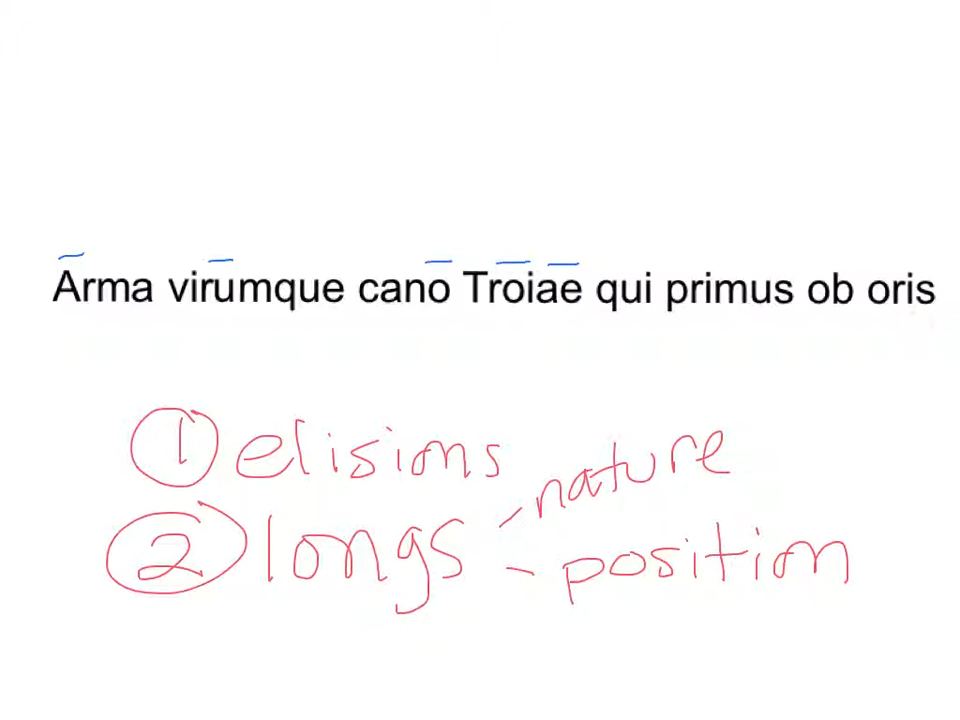 Arma virumque cano Troiae qui primus ob oris
① elisions
② longs - nature
- position